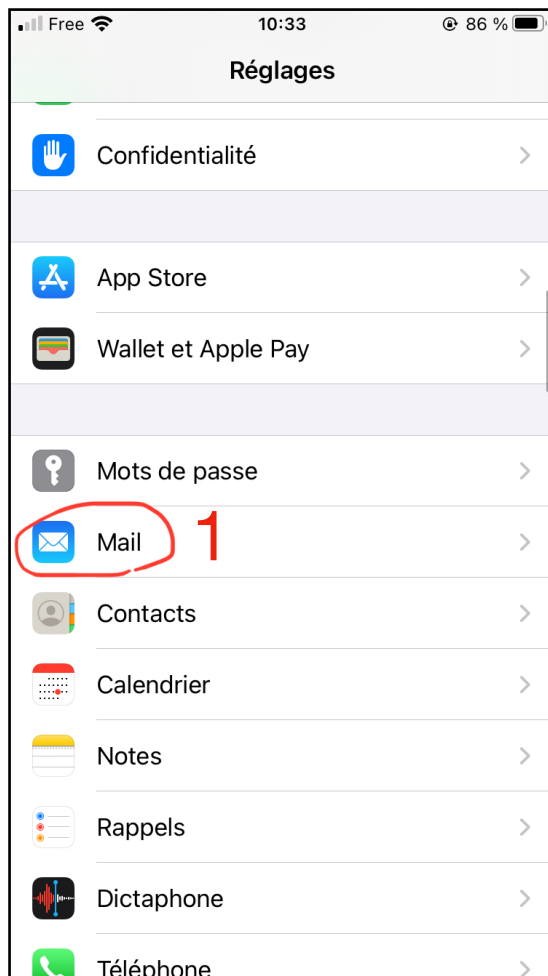 Free 10:33 86 %
Réglages
Confidentialité
App Store
Wallet et Apple Pay
Mots de passe
Mail 1
Contacts
Calendrier
Notes
Rappels
Dictaphone
Téléphone